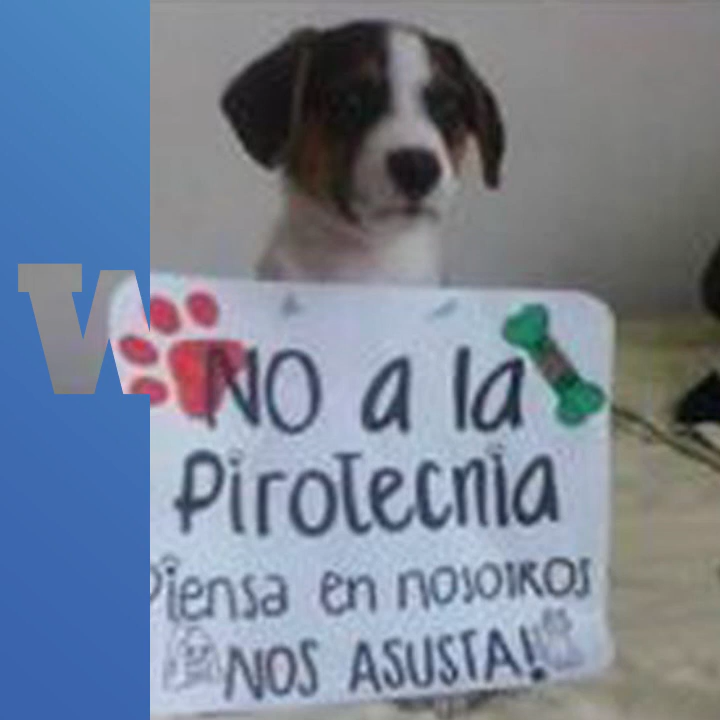 W
NO a la
Pirotecnia
Piensa en nosotros
NOS ASUSTA!